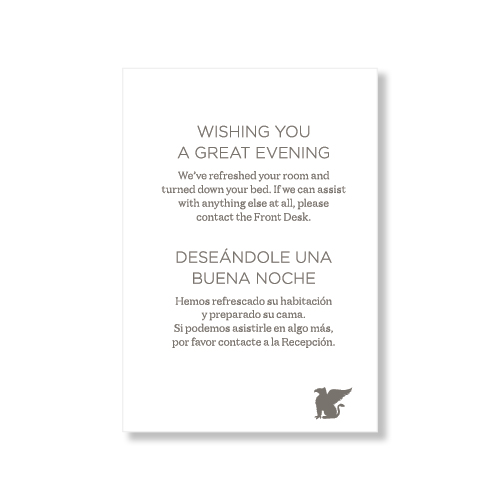 WISHING YOU
A GREAT EVENING
We've refreshed your room and
turned down your bed. If we can assist
with anything else at all, please
contact the Front Desk.
DESEÁNDOLE UNA
BUENA NOCHE
Hemos refrescado su habitación
y preparado su cama.
Si podemos asistirle en algo más,
por favor contacte a la Recepción.